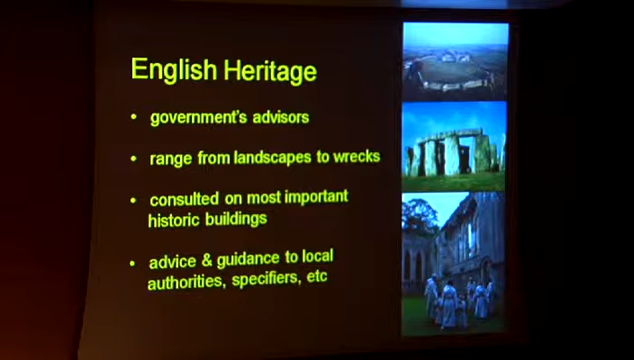 English Heritage
• government's advisors
• range from landscapes to wrecks
• consulted on most important
historic buildings
• advice & guidance to local
authorities, specifiers, etc